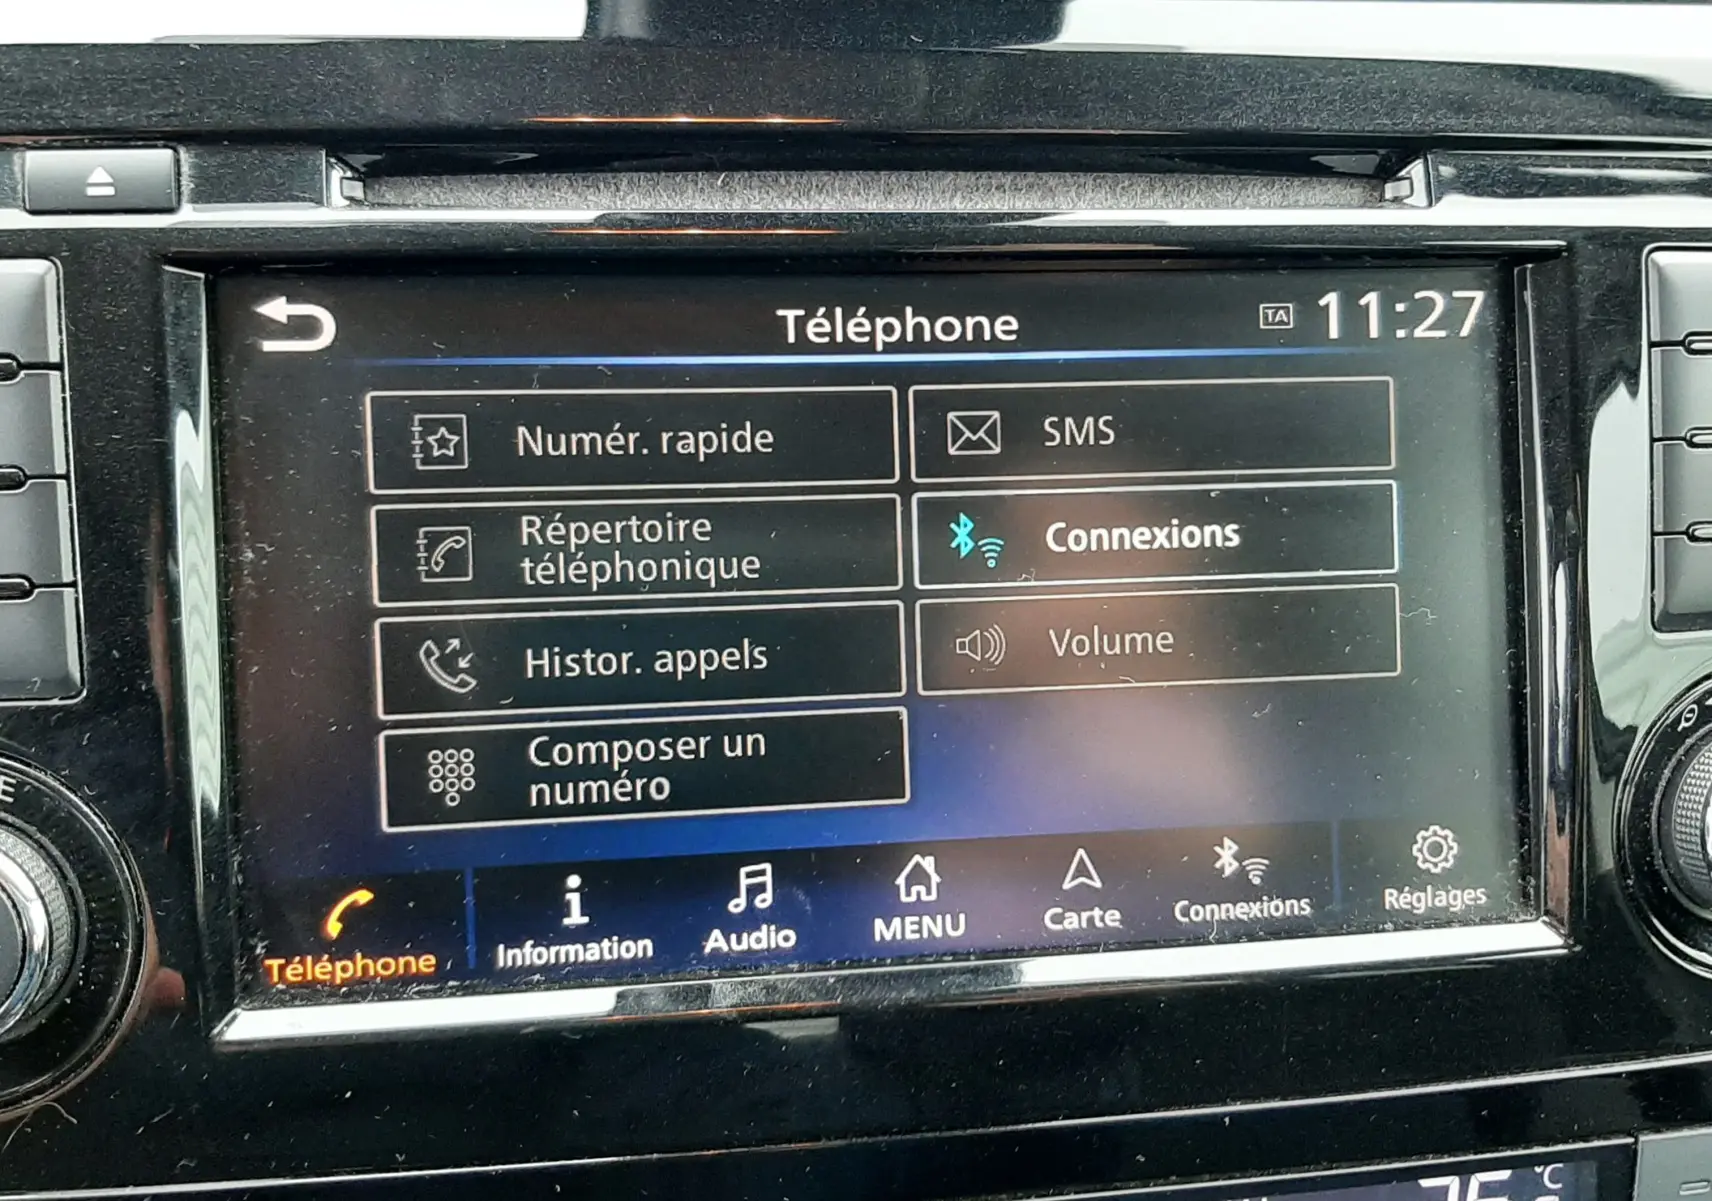 Téléphone
TA 11:27
Numér. rapide
SMS
Répertoire
téléphonique
Connexions
Histor. appels
Volume
Composer un
numéro
Téléphone
Information
Audio
MENU
Carte
Connexions
Réglages
E
°C